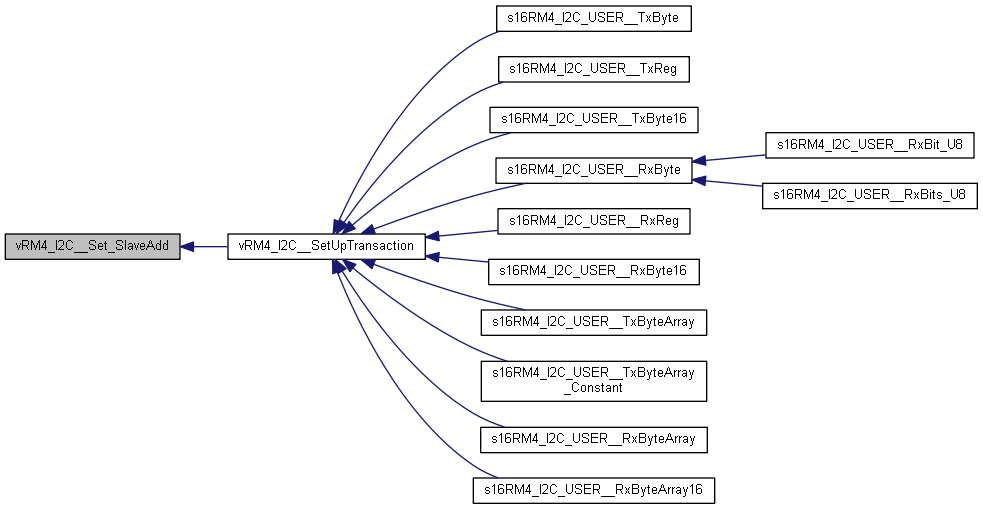 s16RM4_I2C_USER__TxByte
s16RM4_I2C_USER__TxReg
s16RM4_I2C_USER__TxByte16
s16RM4_I2C_USER__RxBit_U8
s16RM4_I2C_USER__RxByte
s16RM4_I2C_USER__RxBits_U8
s16RM4_I2C_USER__RxReg
vRM4_I2C__Set_SlaveAdd
vRM4_I2C__SetUpTransaction
s16RM4_I2C_USER__RxByte16
s16RM4_I2C_USER__TxByteArray
s16RM4_I2C_USER__TxByteArray
_Constant
s16RM4_I2C_USER__RxByteArray
s16RM4_I2C_USER__RxByteArray16